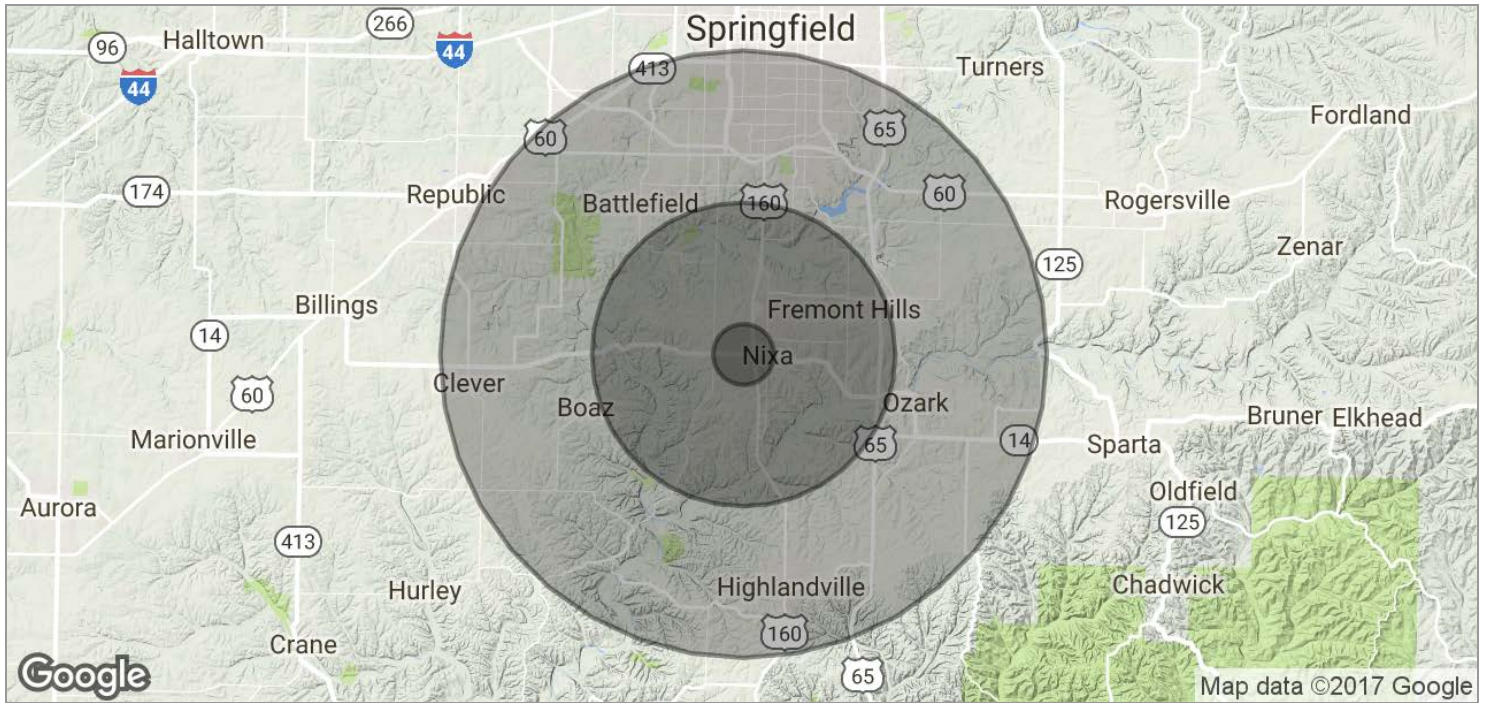 Springfield
266
96
Halltown
44
413
Turners
44
65
Fordland
60
174
Republic
Battlefield
160
60
Rogersville
Zenar
125
Billings
Fremont Hills
14
Nixa
Clever
60
Boaz
Ozark
Bruner
Elkhead
Marionville
65
14
Sparta
Aurora
Oldfield
125
413
Hurley
Highlandville
Chadwick
160
Crane
65
Google
Map data ©2017 Google